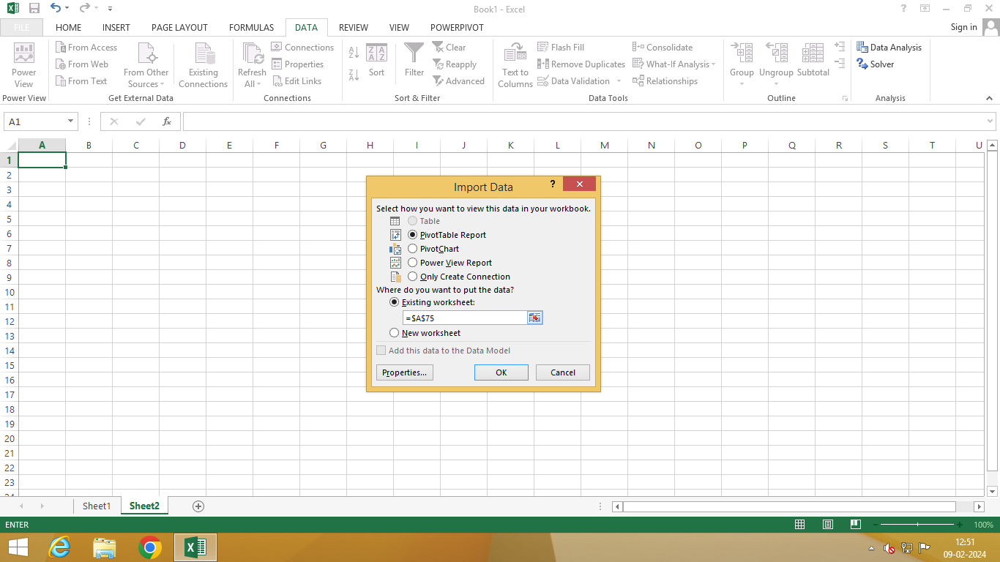 Book1 - Excel
FILE HOME INSERT PAGE LAYOUT FORMULAS DATA REVIEW VIEW POWERPIVOT Sign in
Power View
Power View
From Access
From Web
From Text
From Other Sources
Existing Connections
Get External Data
Refresh All
Connections
Properties
Edit Links
Connections
Sort
Filter
Clear
Reapply
Advanced
Sort & Filter
Text to Columns
Flash Fill
Remove Duplicates
Data Validation
Consolidate
What-If Analysis
Relationships
Data Tools
Group
Ungroup
Subtotal
Outline
Data Analysis
Solver
Analysis
A1
fx
A B C D E F G H I J K L M N O P Q R S T U
1
2
3
4
5
6
7
8
9
10
11
12
13
14
15
16
17
18
19
20
21
22
23
24
Import Data
Select how you want to view this data in your workbook.
Table
PivotTable Report
PivotChart
Power View Report
Only Create Connection
Where do you want to put the data?
Existing worksheet:
=$A$75
New worksheet
Add this data to the Data Model
Properties... OK Cancel
Sheet1 Sheet2
ENTER 100%
12:51
09-02-2024